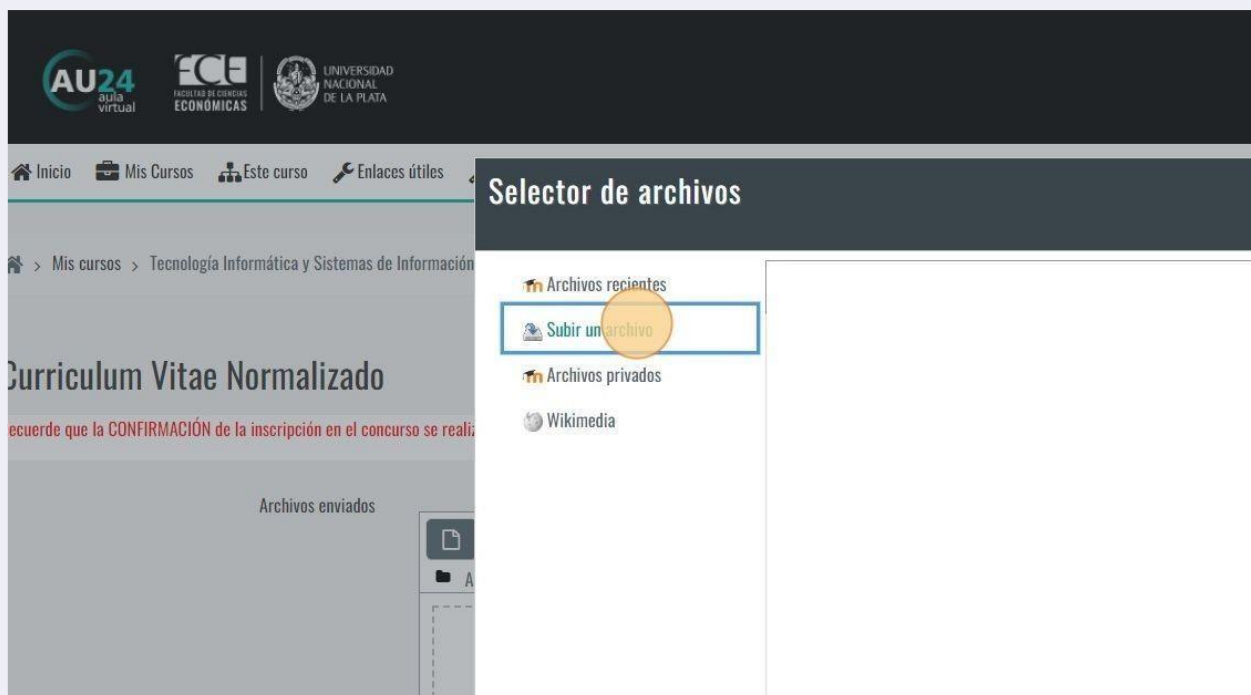 AU24
aula
virtual
FCE
FACULTAD DE CIENCIAS
ECONÓMICAS
UNIVERSIDAD
NACIONAL
DE LA PLATA
Inicio Mis Cursos Este curso Enlaces útiles
Selector de archivos
> Mis cursos > Tecnología Informática y Sistemas de Información
Archivos recientes
Subir un archivo
Archivos privados
Wikimedia
Curriculum Vitae Normalizado
ecuerde que la CONFIRMACIÓN de la inscripción en el concurso se realiz
Archivos enviados
A